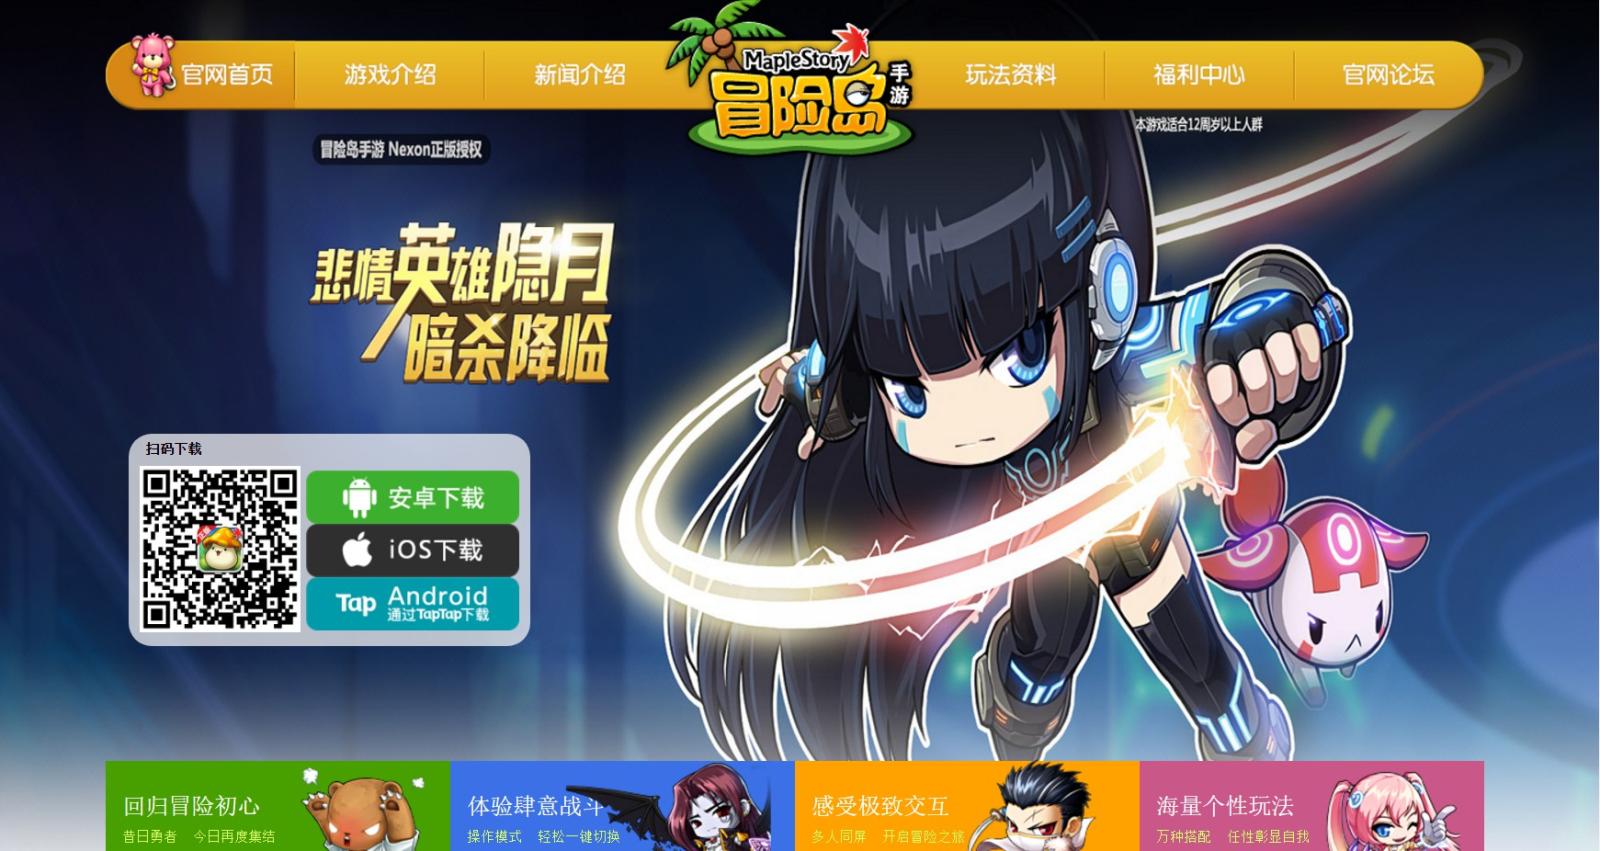 官网首页
游戏介绍
新闻介绍
MapleStory
冒险岛
手游
玩法资料
福利中心
官网论坛
本游戏适合12周岁以上人群
冒险岛手游 Nexon正版授权
悲情英雄隐月
暗杀降临
扫码下载
安卓下载
iOS下载
Tap Android
通过TapTap下载
回归冒险初心
昔日勇者 今日再度集结
体验肆意战斗
操作模式 轻松一键切换
感受极致交互
多人同屏 开启冒险之旅
海量个性玩法
万种搭配 任性彰显自我